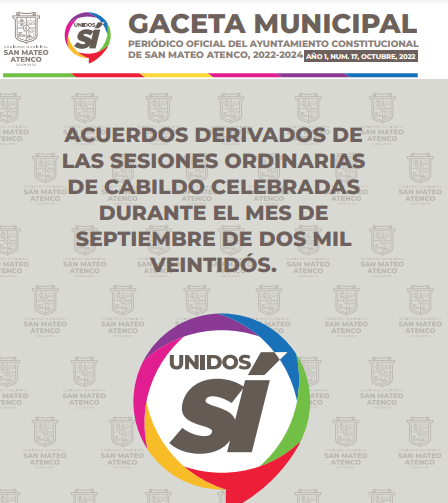 SAN MATEO
ATENCO
UNIDOS
SÍ
GACETA MUNICIPAL
PERIÓDICO OFICIAL DEL AYUNTAMIENTO CONSTITUCIONAL
DE SAN MATEO ATENCO, 2022-2024
AÑO 1, NUM. 17, OCTUBRE, 2022
ACUERDOS DERIVADOS DE
LAS SESIONES ORDINARIAS
DE CABILDO CELEBRADAS
DURANTE EL MES DE
SEPTIEMBRE DE DOS MIL
VEINTIDÓS.
UNIDOS
SÍ